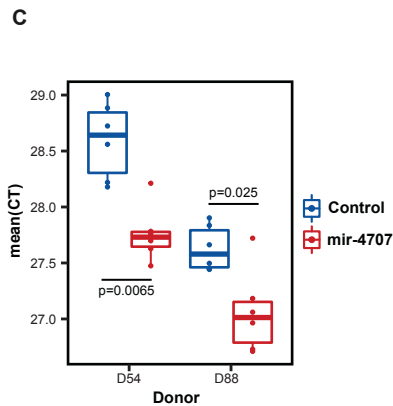 C
29.0
28.5
28.0
27.5
27.0
mean(CT)
p=0.025
p=0.0065
D54
D88
Donor
Control
mir-4707